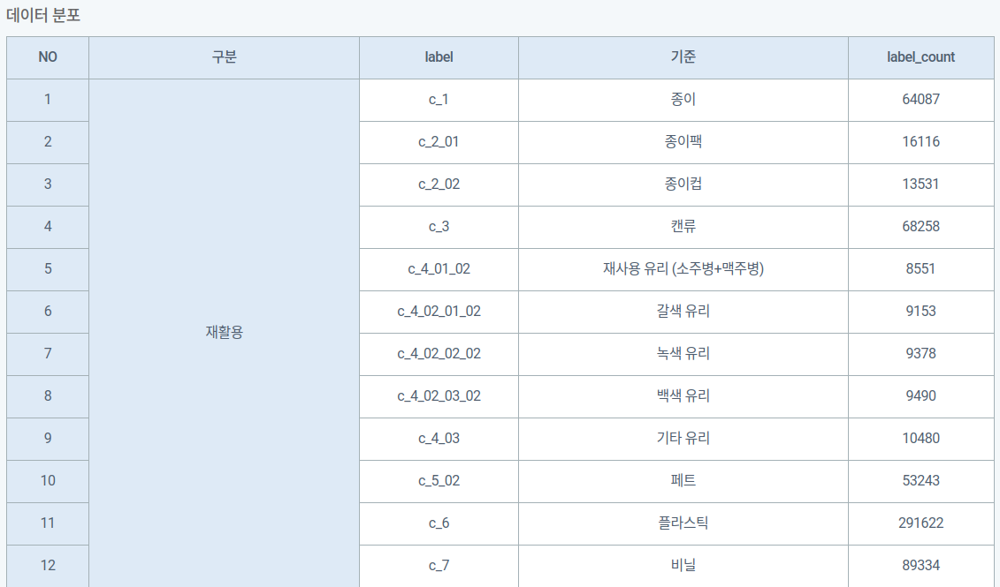 데이터 분포
NO 구분 label 기준 label_count
1 c_1 종이 64087
2 c_2_01 종이팩 16116
3 c_2_02 종이컵 13531
4 c_3 캔류 68258
5 c_4_01_02 재사용 유리 (소주병+맥주병) 8551
6 c_4_02_01_02 갈색 유리 9153
재활용
7 c_4_02_02_02 녹색 유리 9378
8 c_4_02_03_02 백색 유리 9490
9 c_4_03 기타 유리 10480
10 c_5_02 페트 53243
11 c_6 플라스틱 291622
12 c_7 비닐 89334